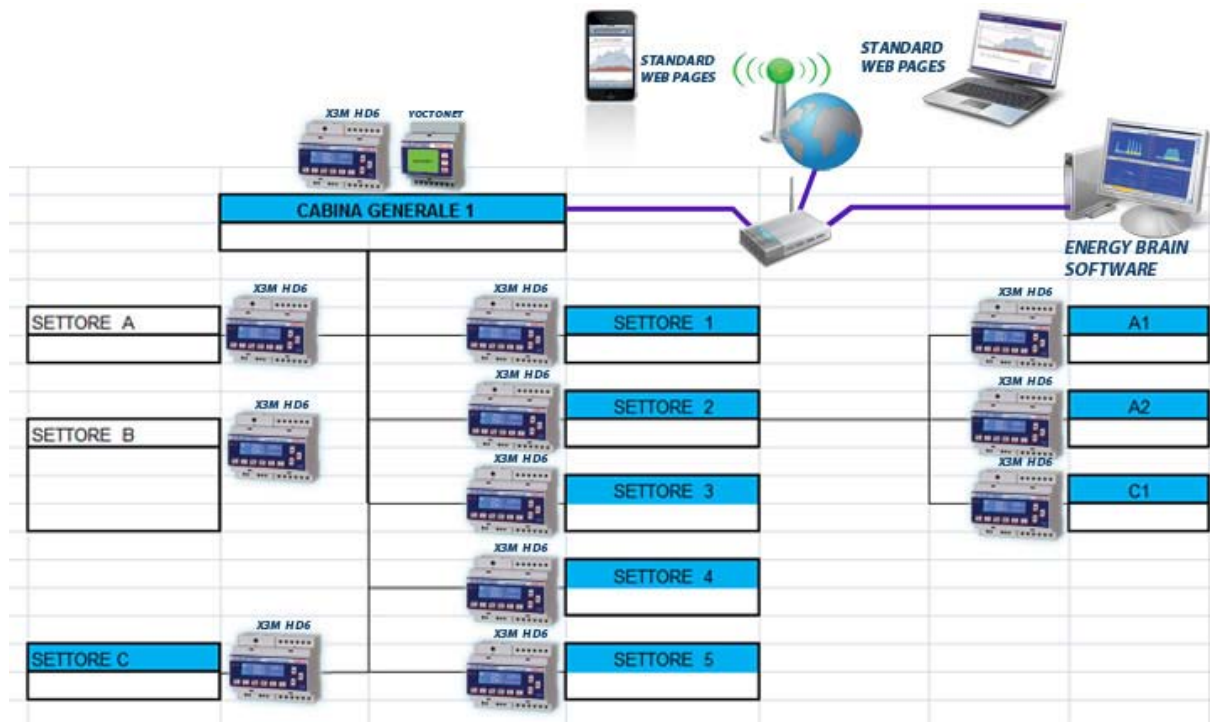 STANDARD
WEB PAGES
STANDARD
WEB PAGES
X3M HD6
YOCTONET
CABINA GENERALE 1
ENERGY BRAIN
SOFTWARE
X3M HD6
X3M HD6
X3M HD6
SETTORE A
SETTORE 1
A1
X3M HD6
X3M HD6
X3M HD6
SETTORE 2
A2
SETTORE B
X3M HD6
X3M HD6
SETTORE 3
C1
X3M HD6
SETTORE 4
X3M HD6
X3M HD6
SETTORE C
SETTORE 5